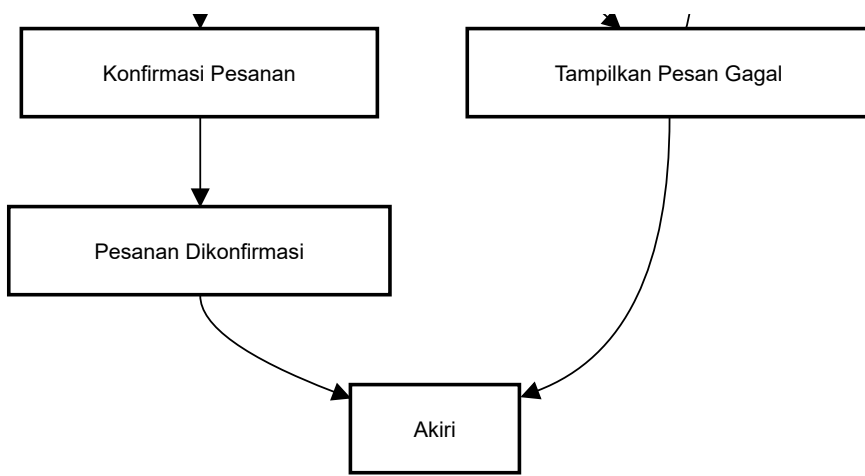 Konfirmasi Pesanan
Tampilkan Pesan Gagal
Pesanan Dikonfirmasi
Akiri